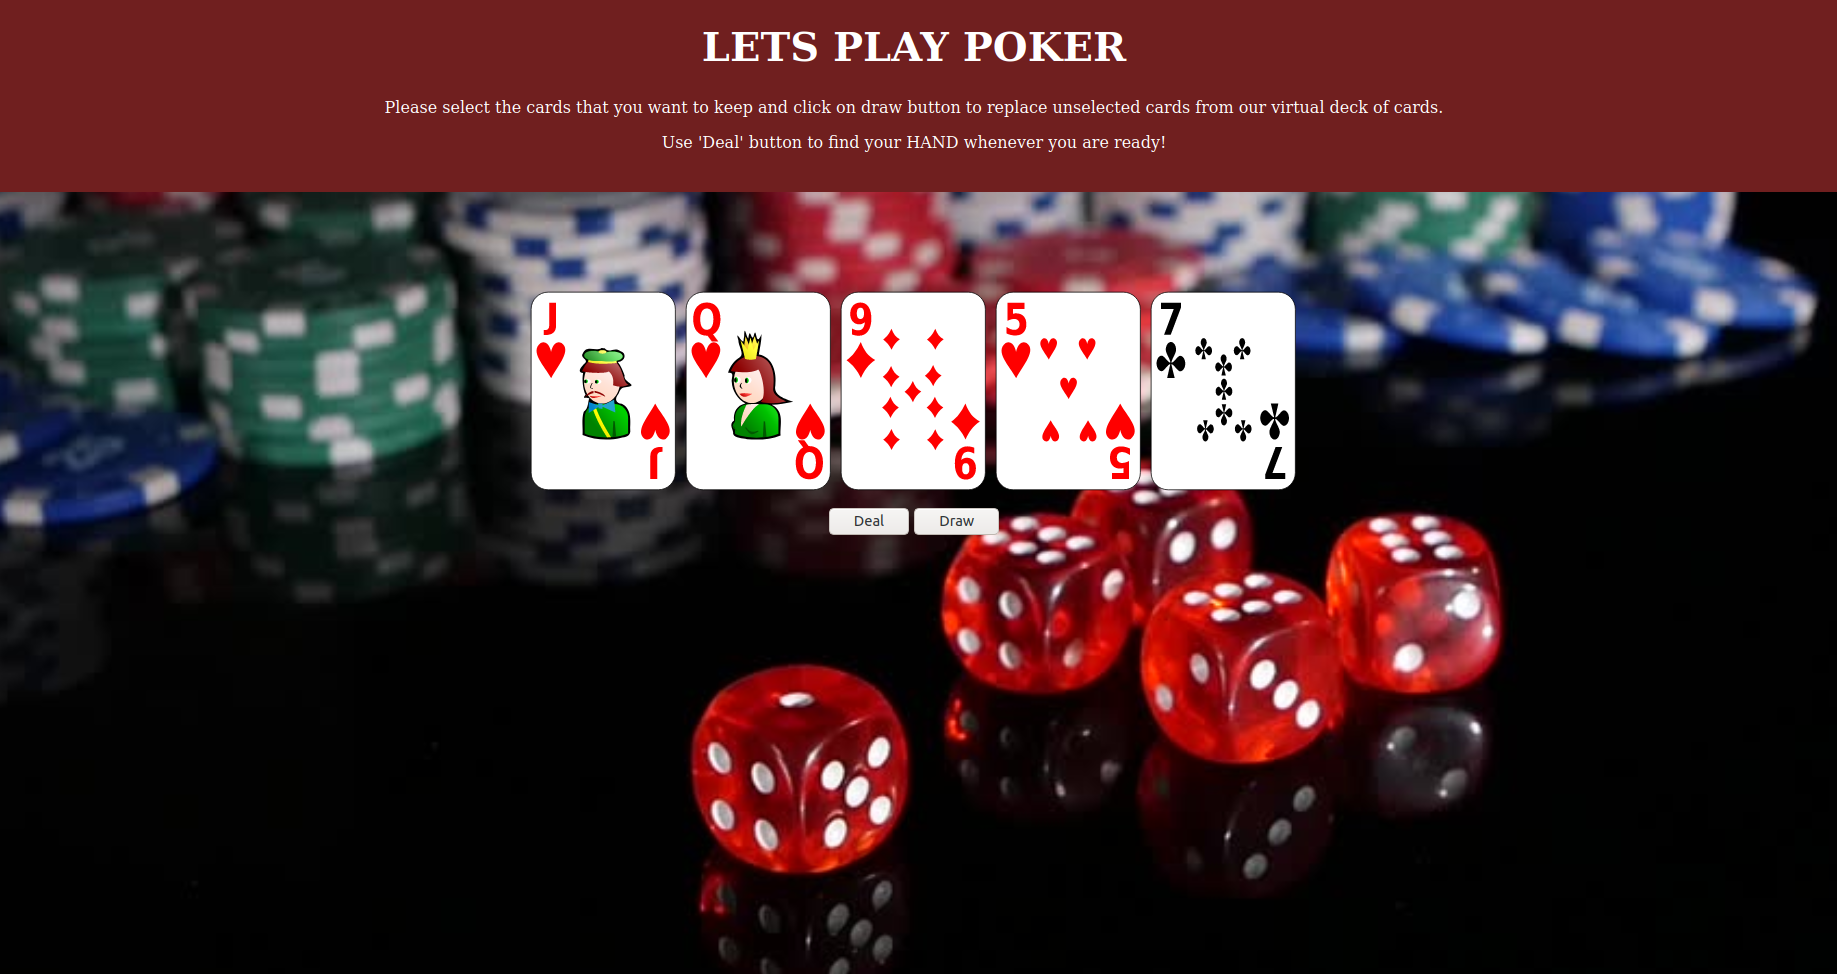 LETS PLAY POKER
Please select the cards that you want to keep and click on draw button to replace unselected cards from our virtual deck of cards.
Use 'Deal' button to find your HAND whenever you are ready!
J Q 9 5 7
J Q 9 5 7
Deal Draw